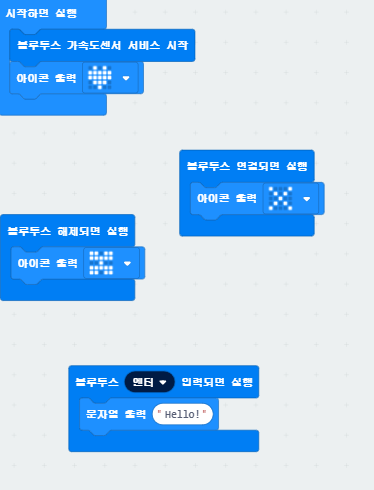 시작하면 실행
블루투스 가속도센서 서비스 시작
아이콘 출력
블루투스 연결되면 실행
아이콘 출력
블루투스 해제되면 실행
아이콘 출력
블루투스 엔터 입력되면 실행
문자열 출력 "Hello!"